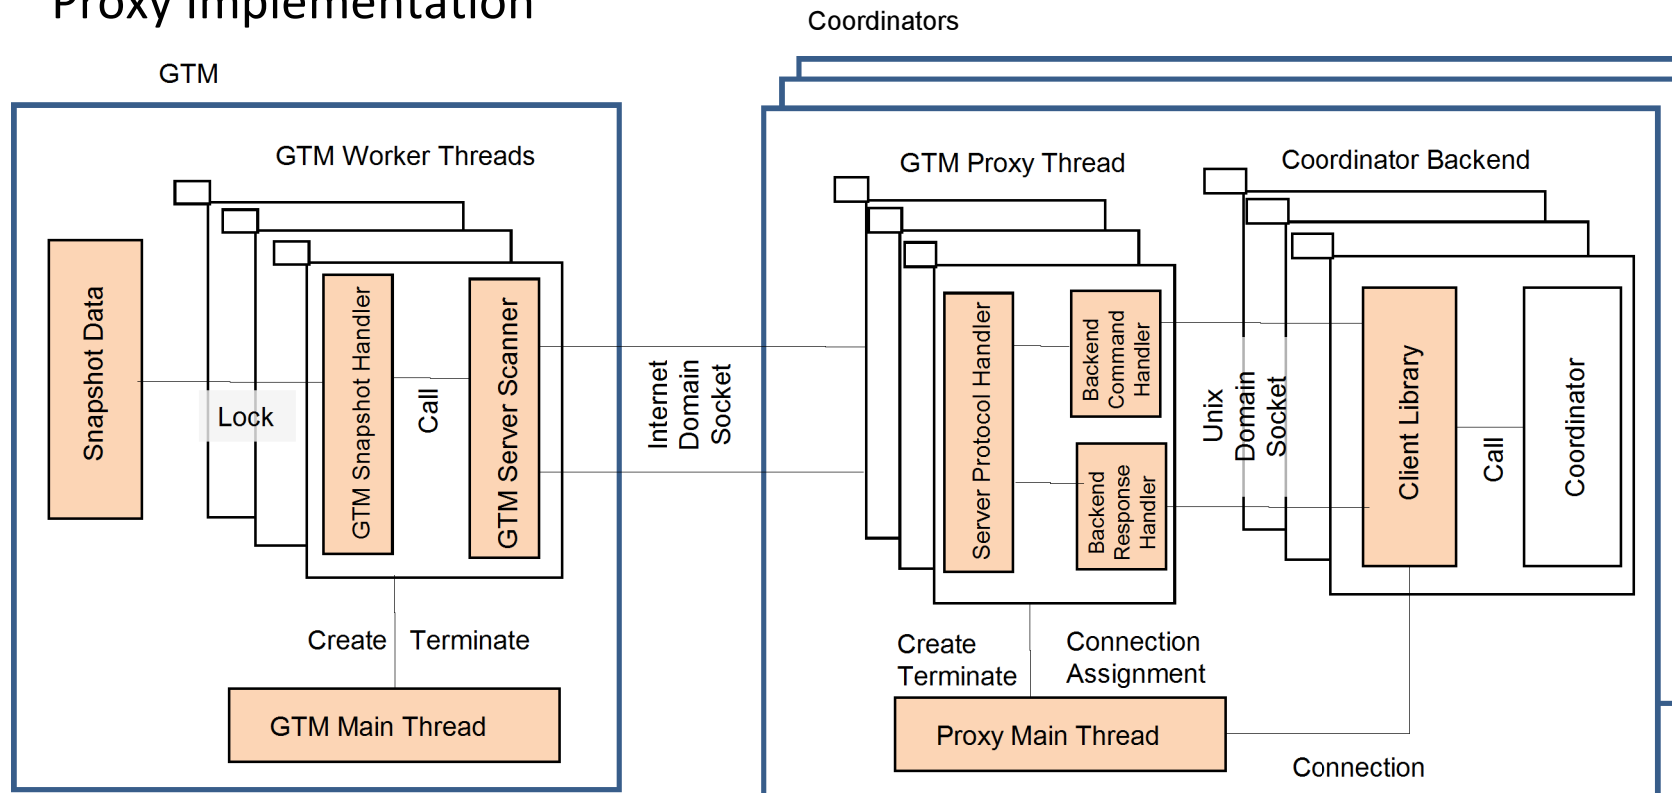 Proxy Implementation
Coordinators
GTM
GTM Worker Threads
GTM Proxy Thread
Coordinator Backend
Snapshot Data
Lock
GTM Snapshot Handler
Call
GTM Server Scanner
Internet
Domain
Socket
Server Protocol Handler
Backend
Command
Handler
Backend
Response
Handler
Unix
Domain
Socket
Client Library
Call
Coordinator
Create
Terminate
GTM Main Thread
Create
Terminate
Connection
Assignment
Proxy Main Thread
Connection